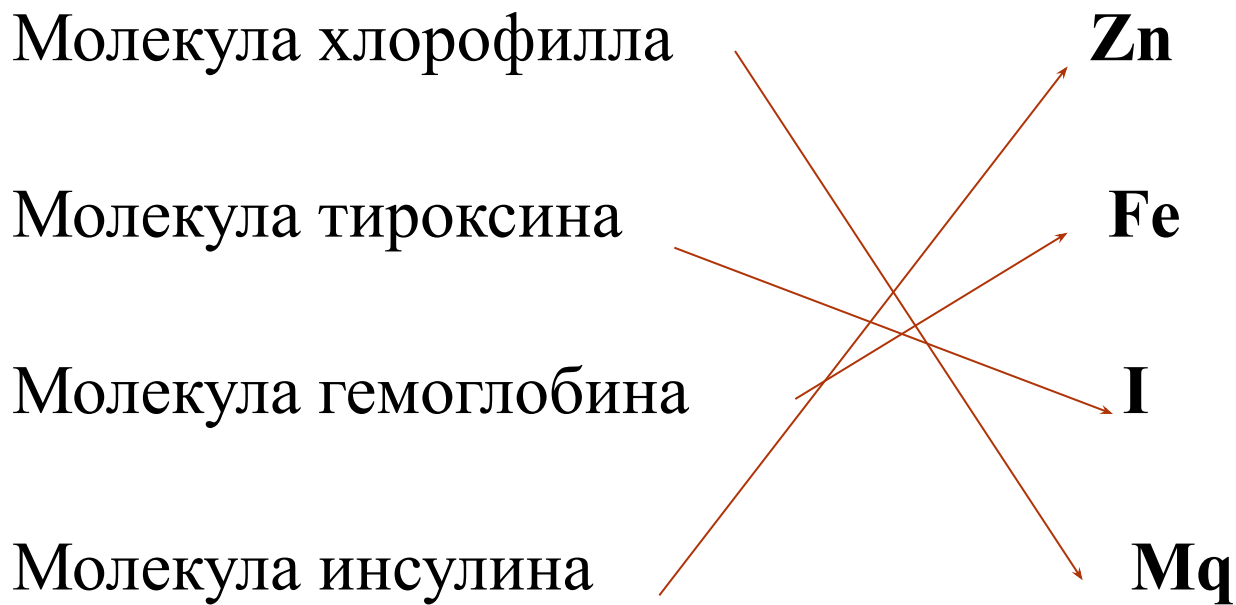 Молекула хлорофилла Zn
Молекула тироксина Fe
Молекула гемоглобина I
Молекула инсулина Mq